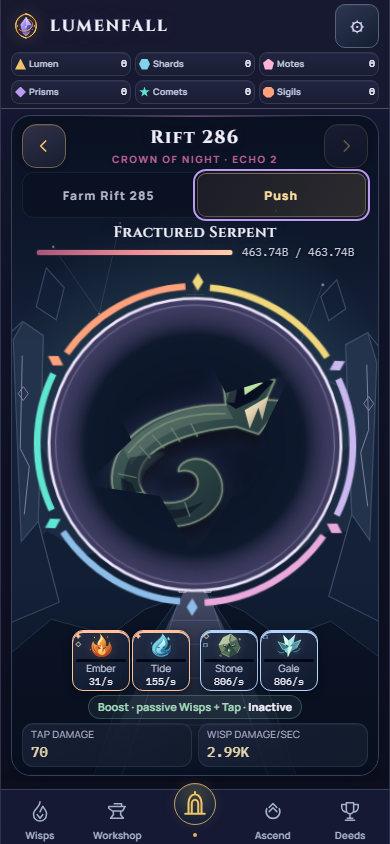 LUMENFALL
Lumen 0
Shards 0
Motes 0
Prisms 0
Comets 0
Sigils 0
Rift 286
CROWN OF NIGHT · ECHO 2
Farm Rift 285
Push
Fractured Serpent
463.74B / 463.74B
Ember
31/s
Tide
155/s
Stone
806/s
Gale
806/s
Boost · passive Wisps + Tap · Inactive
TAP DAMAGE
70
WISP DAMAGE/SEC
2.99K
Wisps
Workshop
Ascend
Deeds